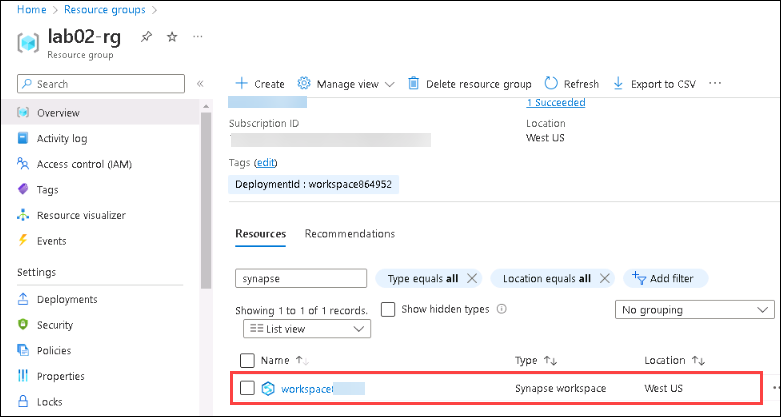 Home > Resource groups >
lab02-rg
Resource group
Search
Overview
Activity log
Access control (IAM)
Tags
Resource visualizer
Events
Settings
Deployments
Security
Policies
Properties
Locks
Create Manage view Delete resource group Refresh Export to CSV
1 Succeeded
Subscription ID
Location
West US
Tags (edit)
DeploymentId : workspace864952
Resources Recommendations
synapse
Type equals all
Location equals all
Add filter
Showing 1 to 1 of 1 records.
Show hidden types
No grouping
List view
Name Type Location
workspace Synapse workspace West US